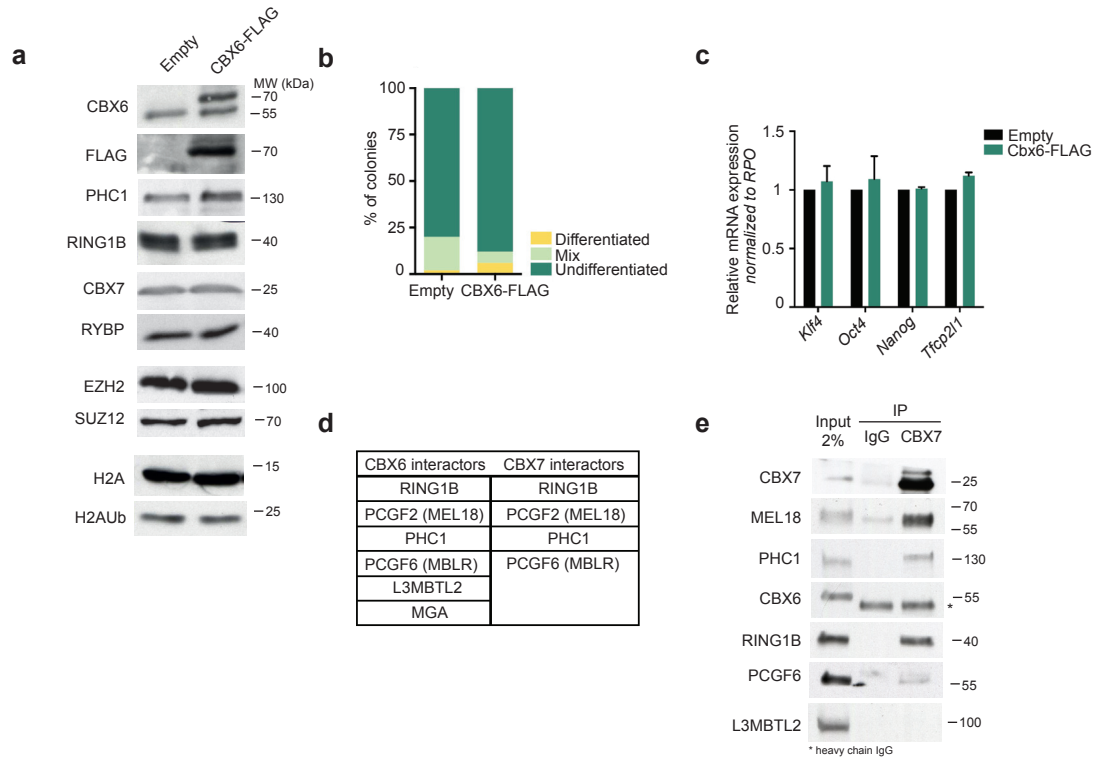 a
Empty
CBX6-FLAG
MW (kDa)
CBX6
–70
–55
FLAG
–70
PHC1
–130
RING1B
–40
CBX7
–25
RYBP
–40
EZH2
–100
SUZ12
–70
H2A
–15
H2AUb
–25
b
% of colonies
100
75
50
25
0
Empty CBX6-FLAG
Differentiated
Mix
Undifferentiated
c
Relative mRNA expression
normalized to RPO
1.5
1
0.5
0
Klf4
Oct4
Nanog
Tfcp2l1
Empty
Cbx6-FLAG
d
CBX6 interactors CBX7 interactors
RING1B RING1B
PCGF2 (MEL18) PCGF2 (MEL18)
PHC1 PHC1
PCGF6 (MBLR) PCGF6 (MBLR)
L3MBTL2
MGA
e
Input
2%
IP
IgG CBX7
CBX7
–25
MEL18
–70
–55
PHC1
–130
CBX6
–55
*
RING1B
–40
PCGF6
–55
L3MBTL2
–100
* heavy chain IgG